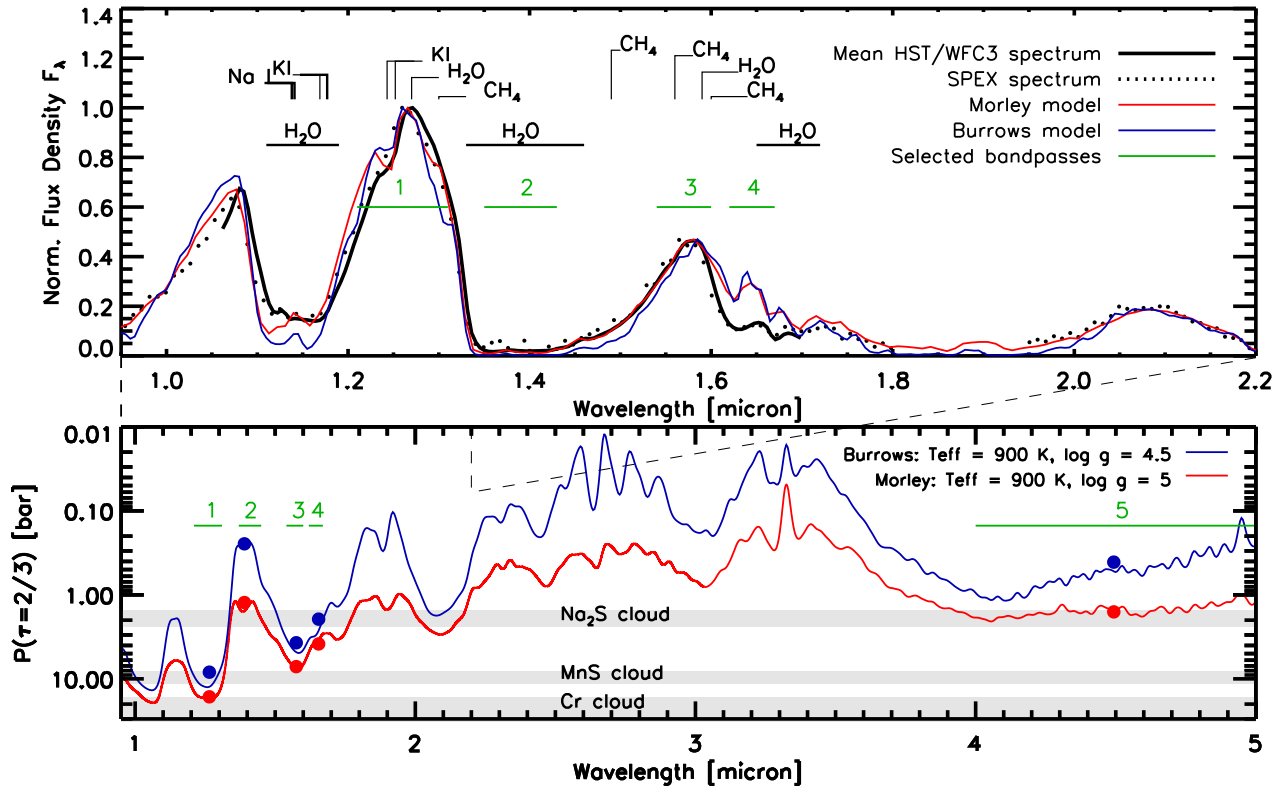 1.4
1.2
1.0
0.8
0.6
0.4
0.2
0.0
Norm. Flux Density Fλ
CH₄
KI
CH₄
Na
KI
H₂O
H₂O
CH₄
CH₄
H₂O
H₂O
H₂O
1
2
3
4
Mean HST/WFC3 spectrum
SPEX spectrum
Morley model
Burrows model
Selected bandpasses
1.0 1.2 1.4 1.6 1.8 2.0 2.2
Wavelength [micron]
0.01
0.10
1.00
10.00
P(τ=2/3) [bar]
Burrows: Teff = 900 K, log g = 4.5
Morley: Teff = 900 K, log g = 5
1 2 3 4 5
Na₂S cloud
MnS cloud
Cr cloud
1 2 3 4 5
Wavelength [micron]